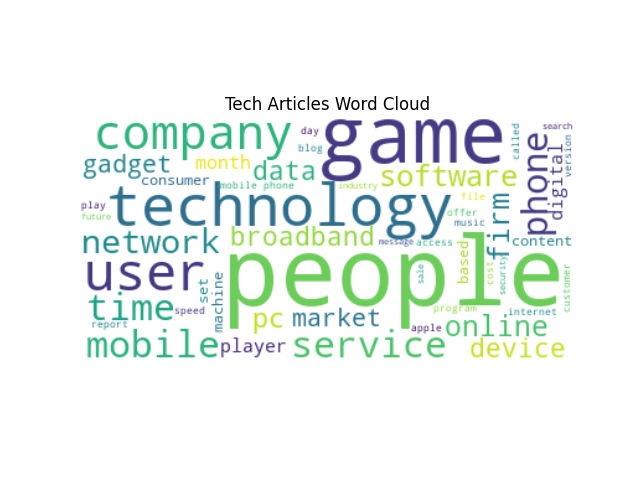 Tech Articles Word Cloud
company
day
game
called
search
blog
phone
digital
version
gadget
month
data
software
consumer
mobile phone
industry
file
play
future
technology
offer
music
firm
network
broadband
message
access
based
content
user
people
sale
cost
security
customer
set
machine
time
speed
report
pc
market
program
apple
online
internet
mobile
player
service
device